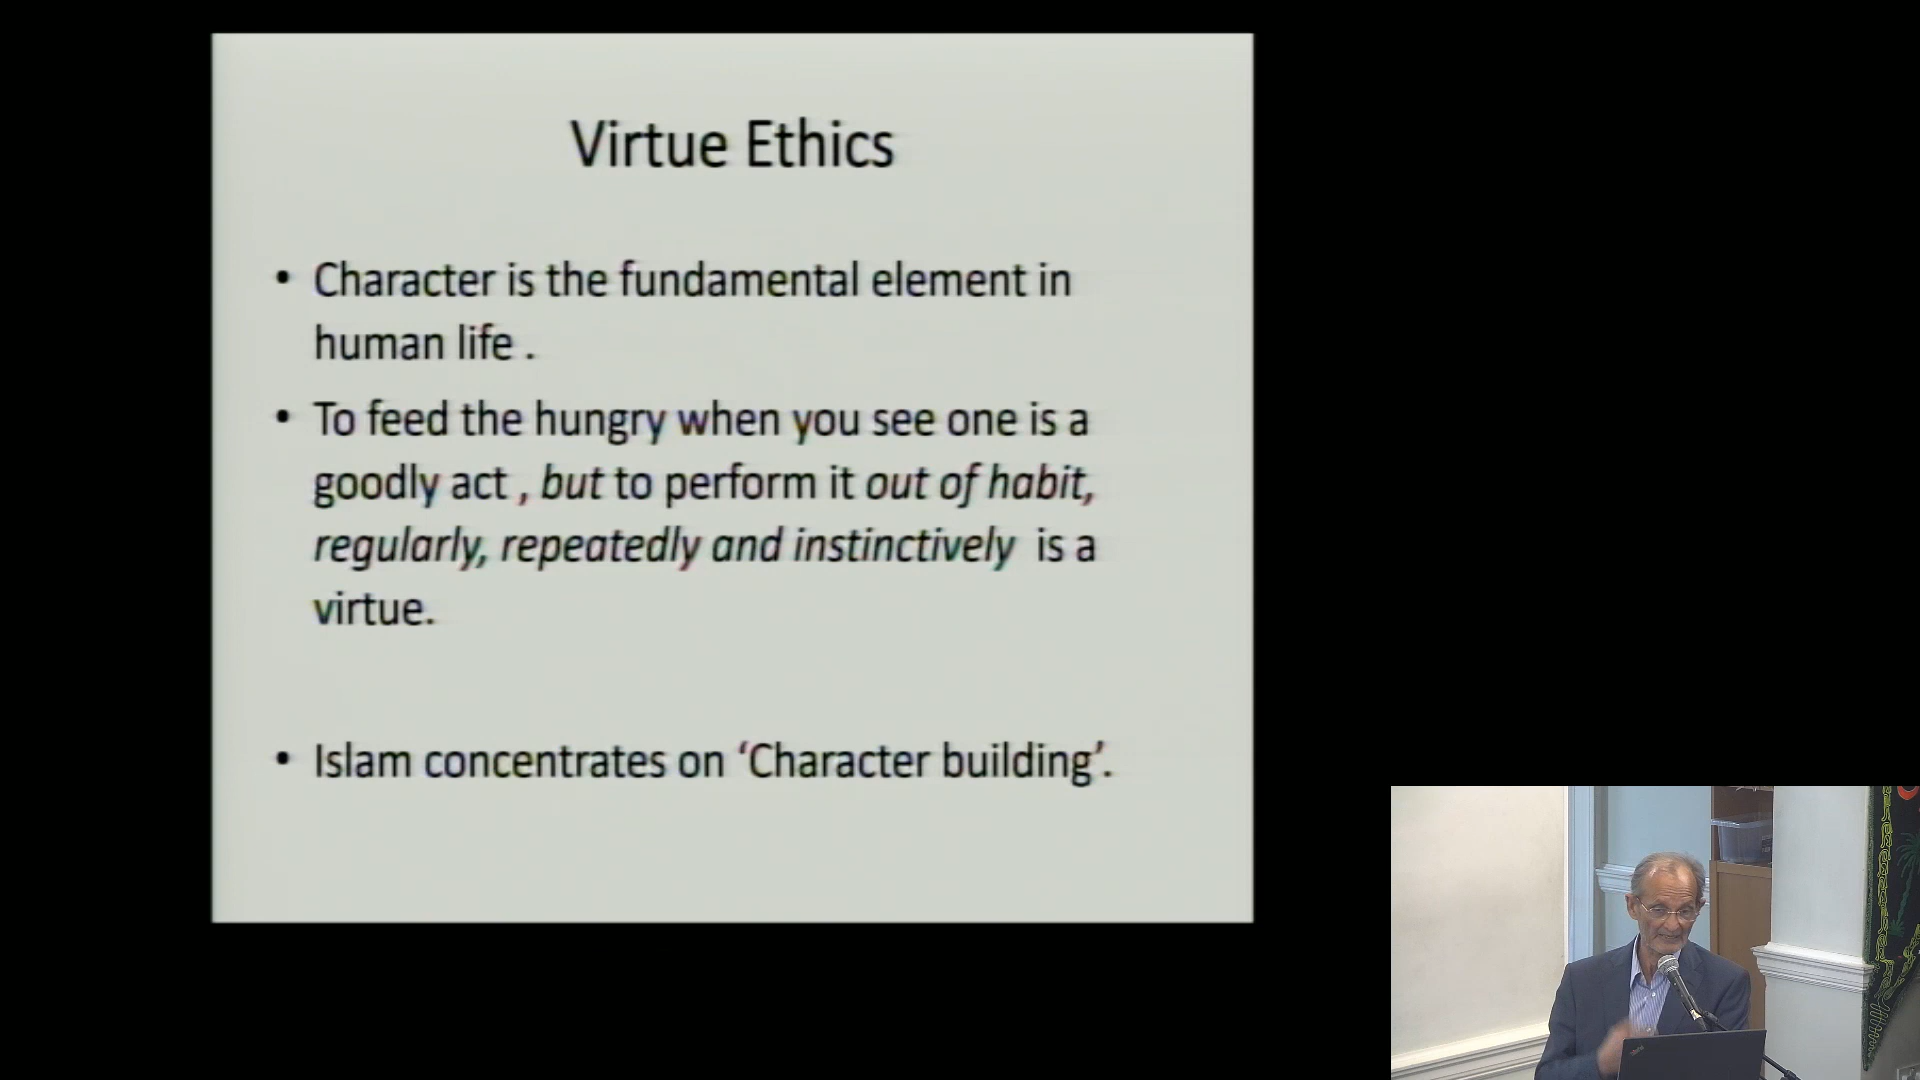 Virtue Ethics
• Character is the fundamental element in
human life .
• To feed the hungry when you see one is a
goodly act , but to perform it out of habit,
regularly, repeatedly and instinctively is a
virtue.
• Islam concentrates on ‘Character building’.